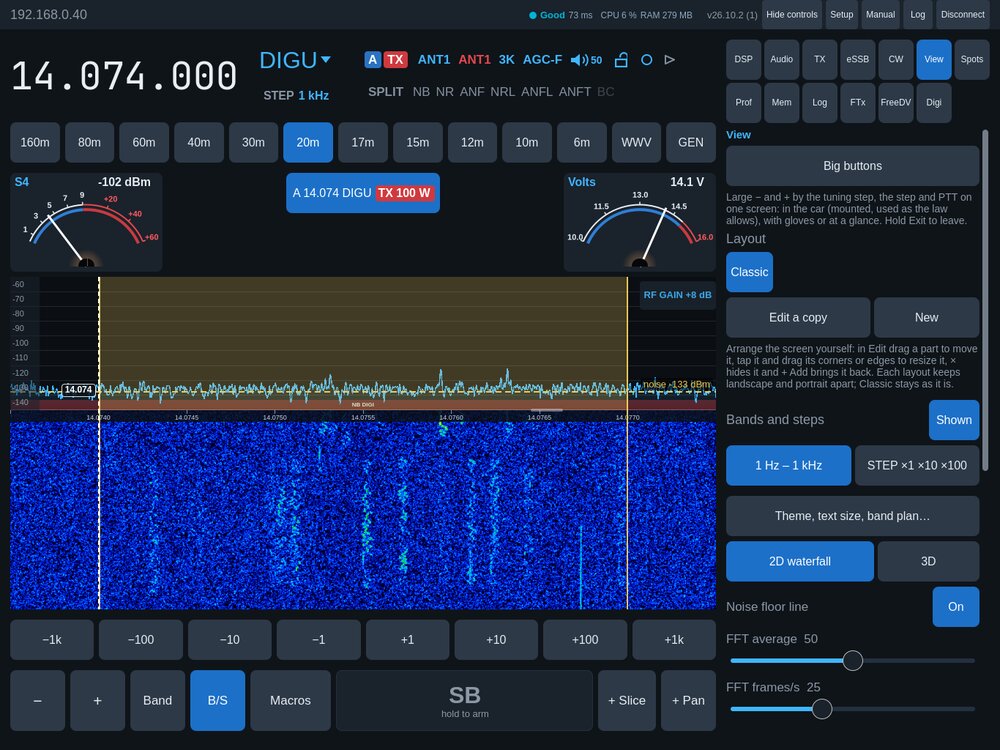 192.168.0.40
Good 73 ms CPU 6 % RAM 279 MB v26.10.2 (1) Hide controls Setup Manual Log Disconnect
14.074.000 DIGU A TX ANT1 ANT1 3K AGC-F 50
STEP 1 kHz SPLIT NB NR ANF NRL ANFL ANFT BC
160m 80m 60m 40m 30m 20m 17m 15m 12m 10m 6m WWV GEN
S4 -102 dBm
1 3 5 7 9 +20 +40 +60
A 14.074 DIGU TX 100 W
Volts 14.1 V
10.0 11.5 13.0 14.5 16.0
-60
-70
-80
-90
-100
-110
-120
-140
RF GAIN +8 dB
14.074
noise -133 dBm
NB DIGI
14.0740 14.0745 14.0750 14.0755 14.0760 14.0765 14.0770
−1k −100 −10 −1 +1 +10 +100 +1k
− + Band B/S Macros SB + Slice + Pan
hold to arm
DSP Audio TX eSSB CW View Spots
Prof Mem Log FTx FreeDV Digi
View
Big buttons
Large − and + by the tuning step, the step and PTT on
one screen: in the car (mounted, used as the law
allows), with gloves or at a glance. Hold Exit to leave.
Layout
Classic
Edit a copy New
Arrange the screen yourself: in Edit drag a part to move
it, tap it and drag its corners or edges to resize it, ×
hides it and + Add brings it back. Each layout keeps
landscape and portrait apart; Classic stays as it is.
Bands and steps Shown
1 Hz – 1 kHz STEP ×1 ×10 ×100
Theme, text size, band plan…
2D waterfall 3D
Noise floor line On
FFT average 50
FFT frames/s 25